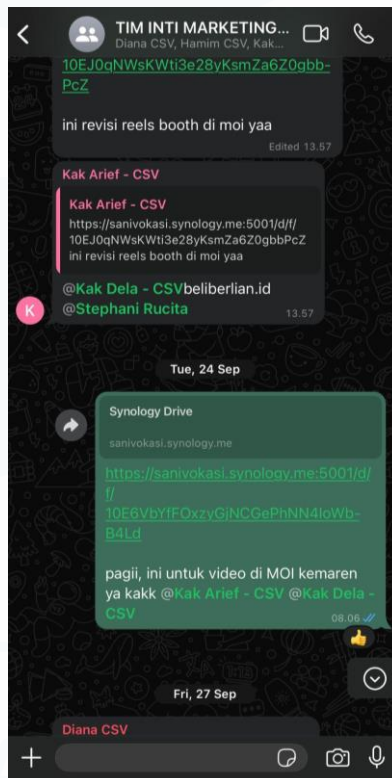 TIM INTI MARKETING...
Diana CSV, Hamim CSV, Kak...
10EJ0qNWsKWti3e28yKsmZa6Z0gbb-
PcZ
ini revisi reels booth di moi yaa
Edited 13.57
Kak Arief - CSV
Kak Arief - CSV
https://sanivokasi.synology.me:5001/d/f/
10EJ0qNWsKWti3e28yKsmZa6Z0gbbPcZ
ini revisi reels booth di moi yaa
@Kak Dela - CSVbeliberlian.id
@Stephani Rucita
13.57
K
Tue, 24 Sep
Synology Drive
sanivokasi.synology.me
https://sanivokasi.synology.me:5001/d/
f/
10E6VbYfFOxzyGjNCGePhNN4IoWb-
B4Ld
pagii, ini untuk video di MOI kemaren
ya kakk @Kak Arief - CSV @Kak Dela -
CSV
08.06
Fri, 27 Sep
Diana CSV